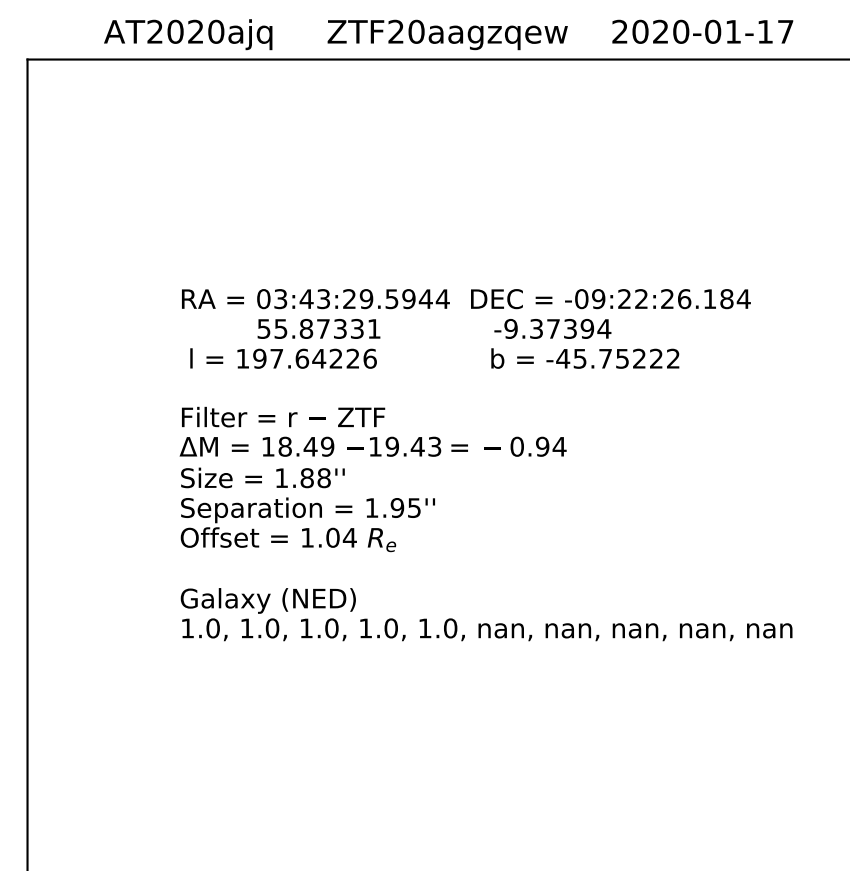 AT2020ajq ZTF20aagzqew 2020-01-17
RA = 03:43:29.5944 DEC = -09:22:26.184
55.87331 -9.37394
l = 197.64226 b = -45.75222
Filter = r − ZTF
ΔM = 18.49 −19.43 = − 0.94
Size = 1.88''
Separation = 1.95''
Offset = 1.04 Rₑ
Galaxy (NED)
1.0, 1.0, 1.0, 1.0, 1.0, nan, nan, nan, nan, nan